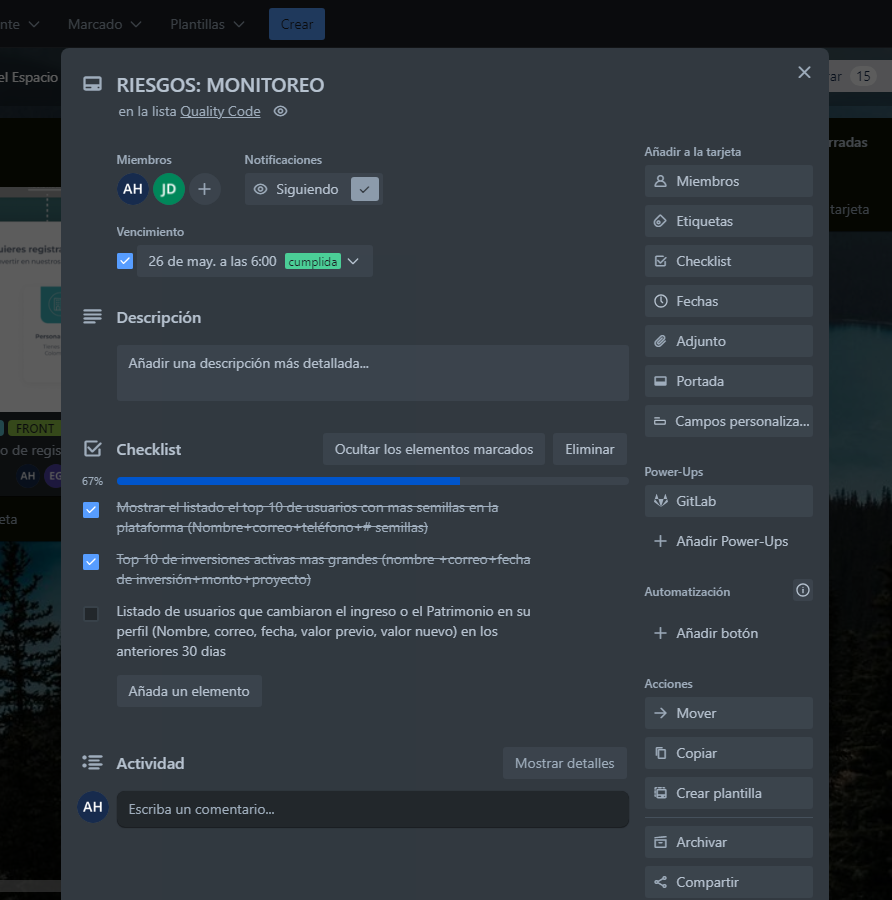 nte
Marcado
Plantillas
Crear
el Espacio
15
RIESGOS: MONITOREO
en la lista Quality Code
Miembros
Notificaciones
AH
JD
Siguiendo
Vencimiento
26 de may. a las 6:00 cumplida
Descripción
Añadir una descripción más detallada...
Checklist
Ocultar los elementos marcados
Eliminar
67%
Mostrar el listado el top 10 de usuarios con mas semillas en la
plataforma (Nombre+correo+teléfono+# semillas)
Top 10 de inversiones activas mas grandes (nombre +correo+fecha
de inversión+monto+proyecto)
Listado de usuarios que cambiaron el ingreso o el Patrimonio en su
perfil (Nombre, correo, fecha, valor previo, valor nuevo) en los
anteriores 30 dias
Añada un elemento
Actividad
Mostrar detalles
AH
Escriba un comentario...
Añadir a la tarjeta
Miembros
Etiquetas
Checklist
Fechas
Adjunto
Portada
Campos personaliza...
Power-Ups
GitLab
Añadir Power-Ups
Automatización
Añadir botón
Acciones
Mover
Copiar
Crear plantilla
Archivar
Compartir
rradas
tarjeta
uieres registra
vertir en nuestros
Persona
FRONT
o de regis
AH
EG
eta